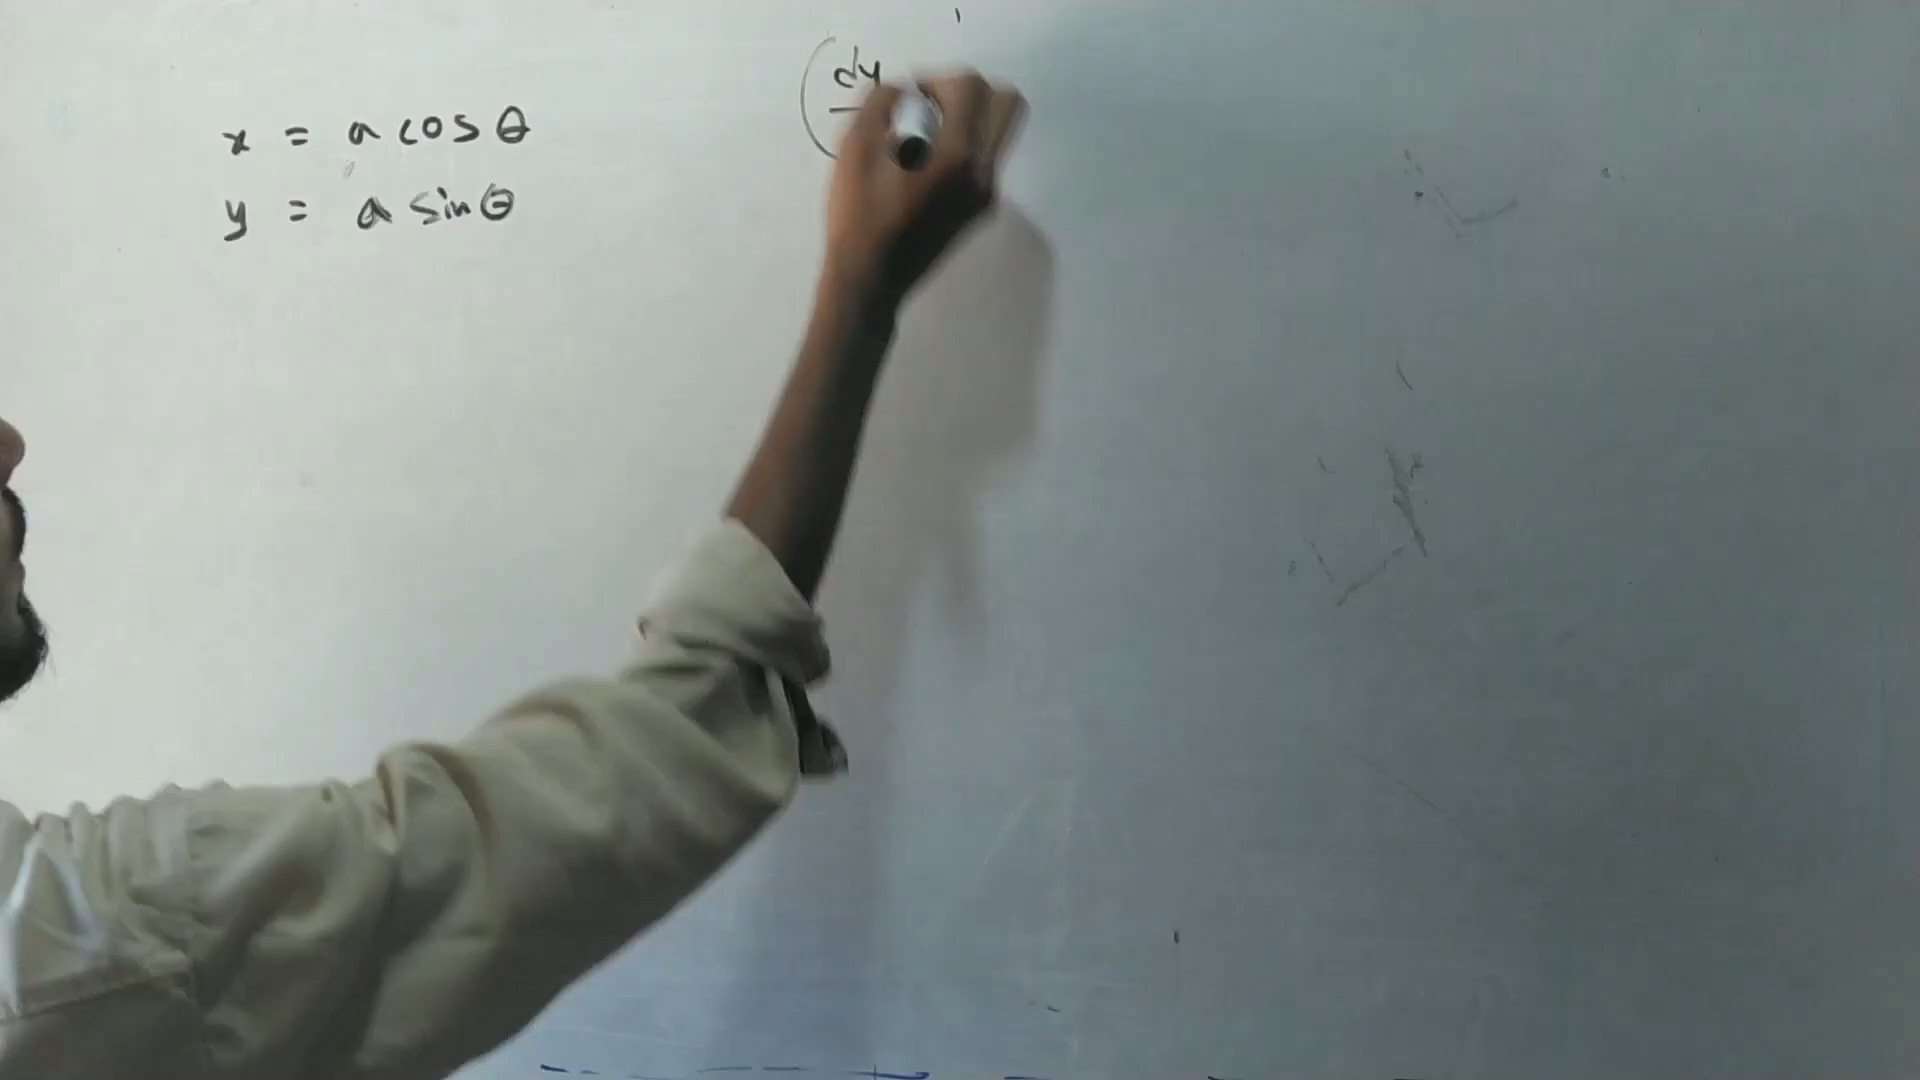 x = a cos θ
y = a sin θ
(dy